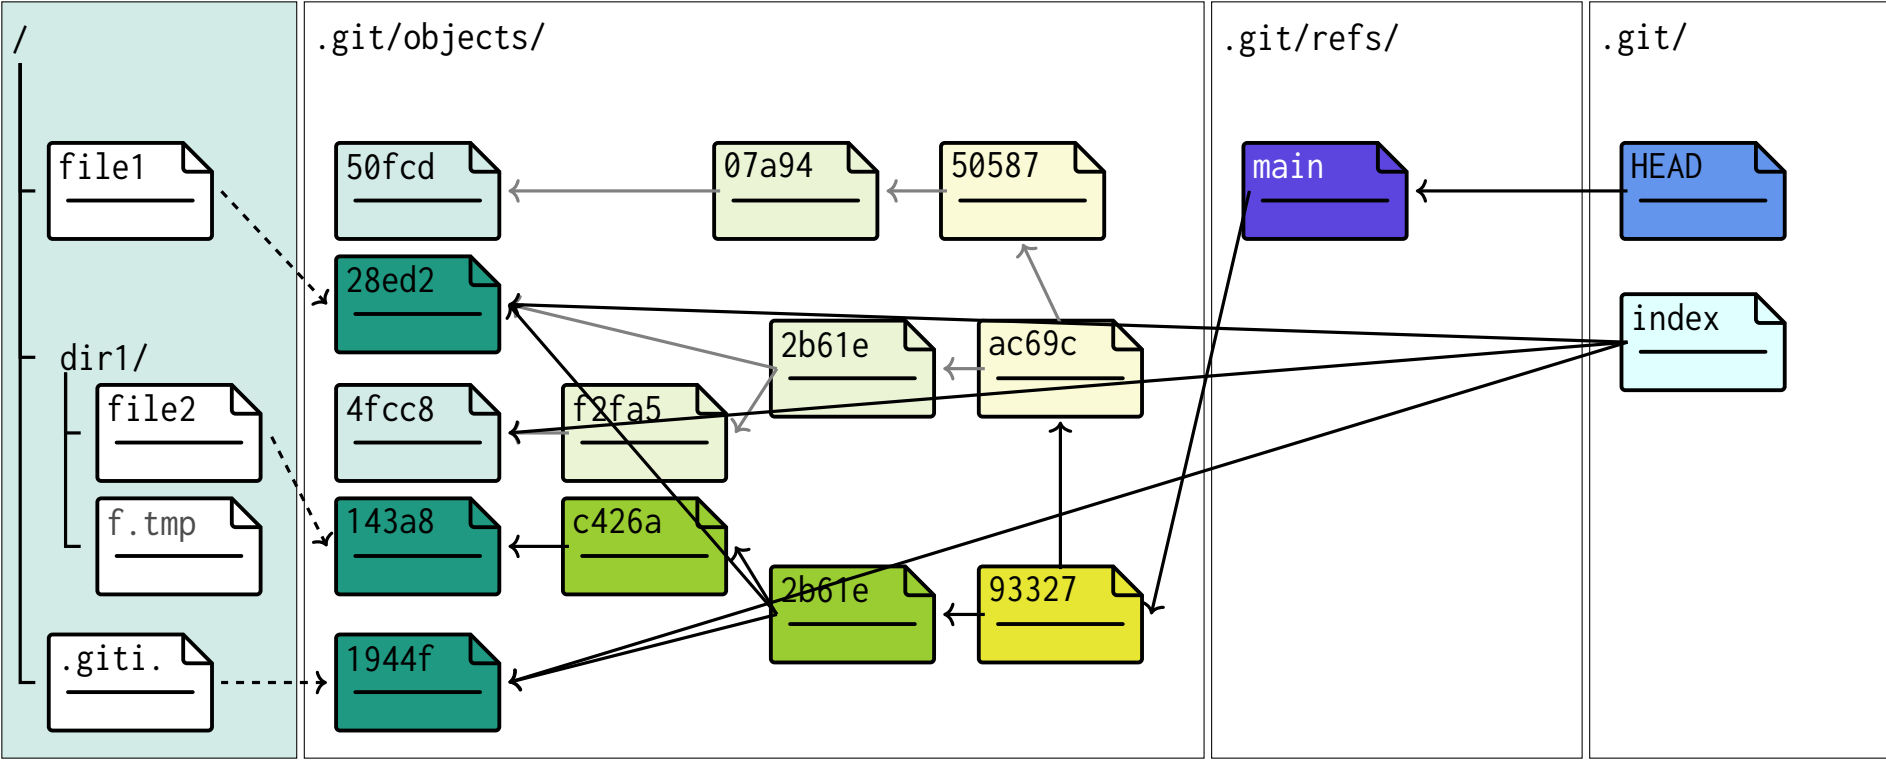 /
.git/objects/
.git/refs/
.git/
file1
50fcd
07a94
50587
main
HEAD
28ed2
index
dir1/
2b61e
ac69c
file2
4fcc8
f2fa5
f.tmp
143a8
c426a
2b61e
93327
.giti.
1944f